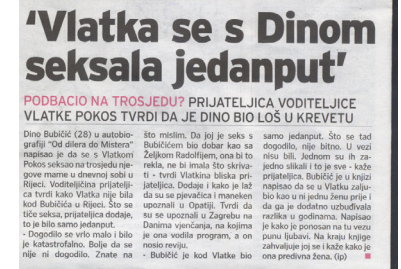 'Vlatka se s Dinom
seksala jedanput'
PODBACIO NA TROSJEDU? PRIJATELJICA VODITELJICE
VLATKE POKOS TVRDI DA JE DINO BIO LOŠ U KREVETU
Dino Bubičić (28) u autobio-
grafiji "Od dilera do Mistera"
napisao je da se s Vlatkom
Pokos seksao na trosjedu nje-
gove mame u dnevnoj sobi u
Rijeci. Voditeljičina prijatelji-
ca tvrdi kako Vlatka nije bila
kod Bubičića u Rijeci. Što se
tiče seksa, prijateljica dodaje,
to je bilo samo jedanput.
- Dogodilo se vrlo malo i bilo
je katastrofalno. Bolje da se
nije ni dogodilo. Znate na
što mislim. Da joj je seks s
Bubičićem bio dobar kao sa
Željkom Radolfijem, ona bi to
rekla, ne bi imala što skriva-
ti - tvrdi Vlatkina bliska pri-
jateljica. Dodaje i kako je laž
da su se pjevačica i maneken
upoznali u Opatiji. Tvrdi da
su se upoznali u Zagrebu na
Danima vjenčanja, na kojima
je ona vodila program, a on
nosio reviju.
- Bubičić je kod Vlatke bio
samo jedanput. Što se tad
dogodilo, nije bitno. U vezi
nisu bili. Jednom su ih za-
jedno slikali i to je sve - kaže
prijateljica. Bubičić je u knjizi
napisao da se u Vlatku zalju-
bio kao u ni jednu ženu prije i
da ga je dodatno uzbuđivala
razlika u godinama. Napisao
je kako je ponosan na tu vezu
punu ljubavi. Na kraju knjige
zahvaljuje joj se i kaže kako je
ona predivna žena. (ip)